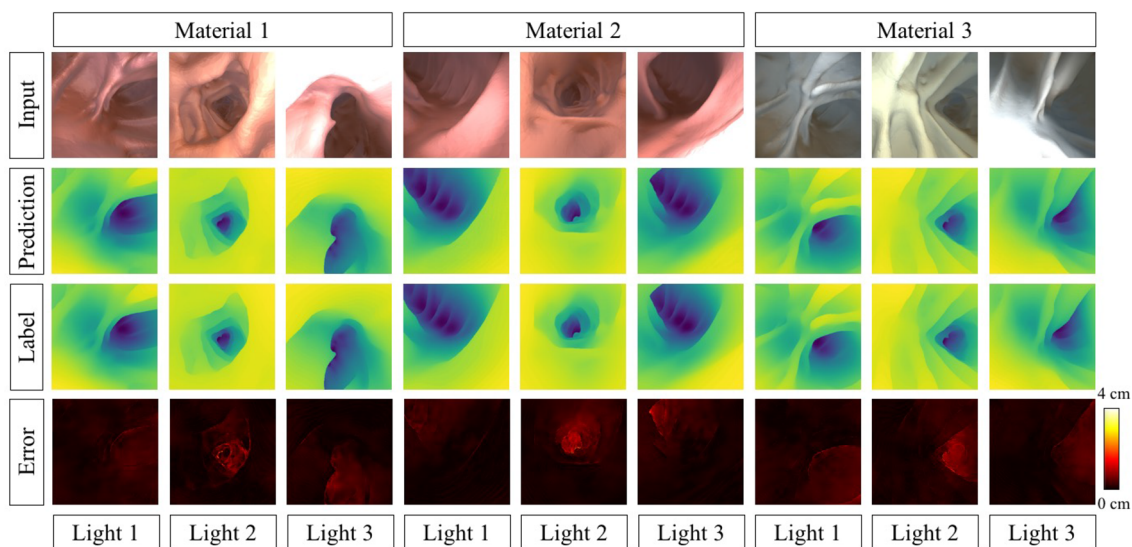 Material 1
Material 2
Material 3
Input
Prediction
Label
Error
4 cm
0 cm
Light 1
Light 2
Light 3
Light 1
Light 2
Light 3
Light 1
Light 2
Light 3